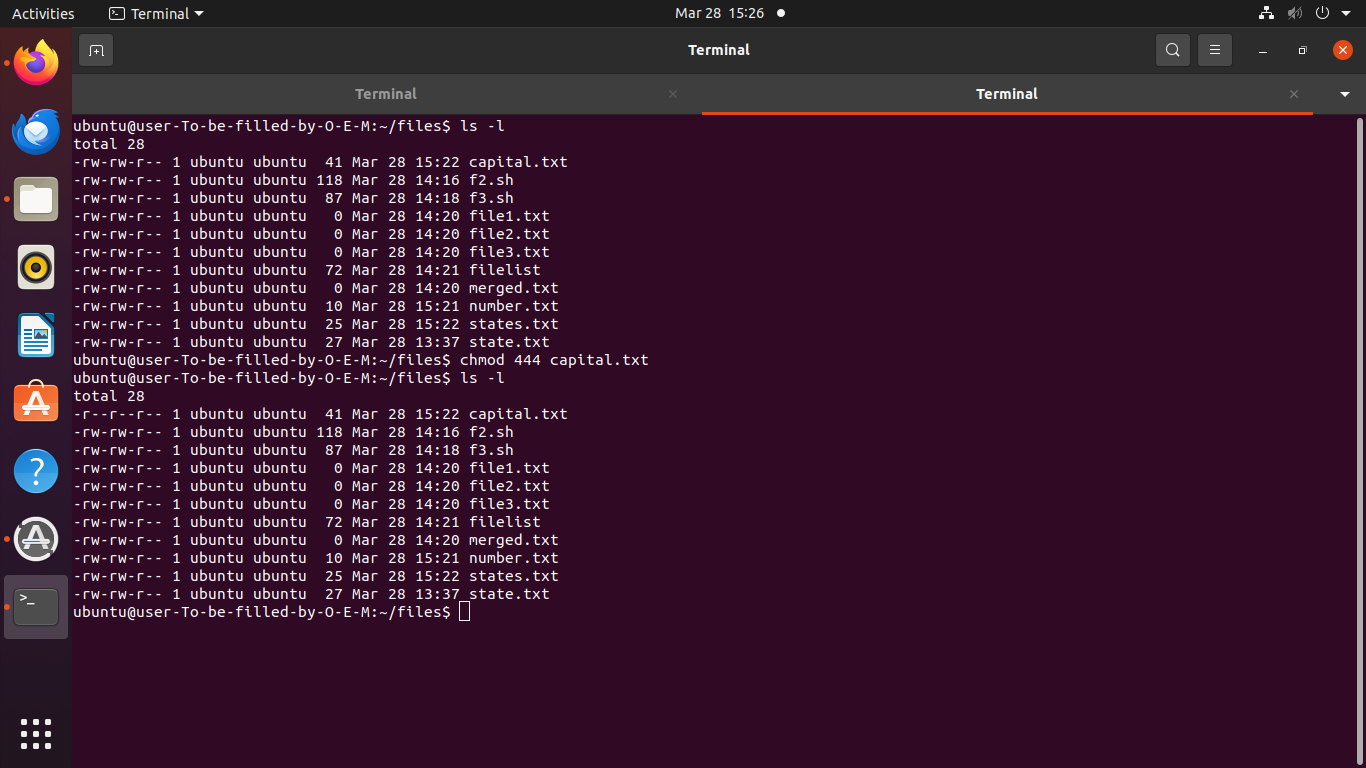 Activities
Terminal
Mar 28 15:26
Terminal
Terminal
Terminal
ubuntu@user-To-be-filled-by-O-E-M:~/files$ ls -l
total 28
-rw-rw-r-- 1 ubuntu ubuntu  41 Mar 28 15:22 capital.txt
-rw-rw-r-- 1 ubuntu ubuntu 118 Mar 28 14:16 f2.sh
-rw-rw-r-- 1 ubuntu ubuntu  87 Mar 28 14:18 f3.sh
-rw-rw-r-- 1 ubuntu ubuntu   0 Mar 28 14:20 file1.txt
-rw-rw-r-- 1 ubuntu ubuntu   0 Mar 28 14:20 file2.txt
-rw-rw-r-- 1 ubuntu ubuntu   0 Mar 28 14:20 file3.txt
-rw-rw-r-- 1 ubuntu ubuntu  72 Mar 28 14:21 filelist
-rw-rw-r-- 1 ubuntu ubuntu   0 Mar 28 14:20 merged.txt
-rw-rw-r-- 1 ubuntu ubuntu  10 Mar 28 15:21 number.txt
-rw-rw-r-- 1 ubuntu ubuntu  25 Mar 28 15:22 states.txt
-rw-rw-r-- 1 ubuntu ubuntu  27 Mar 28 13:37 state.txt
ubuntu@user-To-be-filled-by-O-E-M:~/files$ chmod 444 capital.txt
ubuntu@user-To-be-filled-by-O-E-M:~/files$ ls -l
total 28
-r--r--r-- 1 ubuntu ubuntu  41 Mar 28 15:22 capital.txt
-rw-rw-r-- 1 ubuntu ubuntu 118 Mar 28 14:16 f2.sh
-rw-rw-r-- 1 ubuntu ubuntu  87 Mar 28 14:18 f3.sh
-rw-rw-r-- 1 ubuntu ubuntu   0 Mar 28 14:20 file1.txt
-rw-rw-r-- 1 ubuntu ubuntu   0 Mar 28 14:20 file2.txt
-rw-rw-r-- 1 ubuntu ubuntu   0 Mar 28 14:20 file3.txt
-rw-rw-r-- 1 ubuntu ubuntu  72 Mar 28 14:21 filelist
-rw-rw-r-- 1 ubuntu ubuntu   0 Mar 28 14:20 merged.txt
-rw-rw-r-- 1 ubuntu ubuntu  10 Mar 28 15:21 number.txt
-rw-rw-r-- 1 ubuntu ubuntu  25 Mar 28 15:22 states.txt
-rw-rw-r-- 1 ubuntu ubuntu  27 Mar 28 13:37 state.txt
ubuntu@user-To-be-filled-by-O-E-M:~/files$